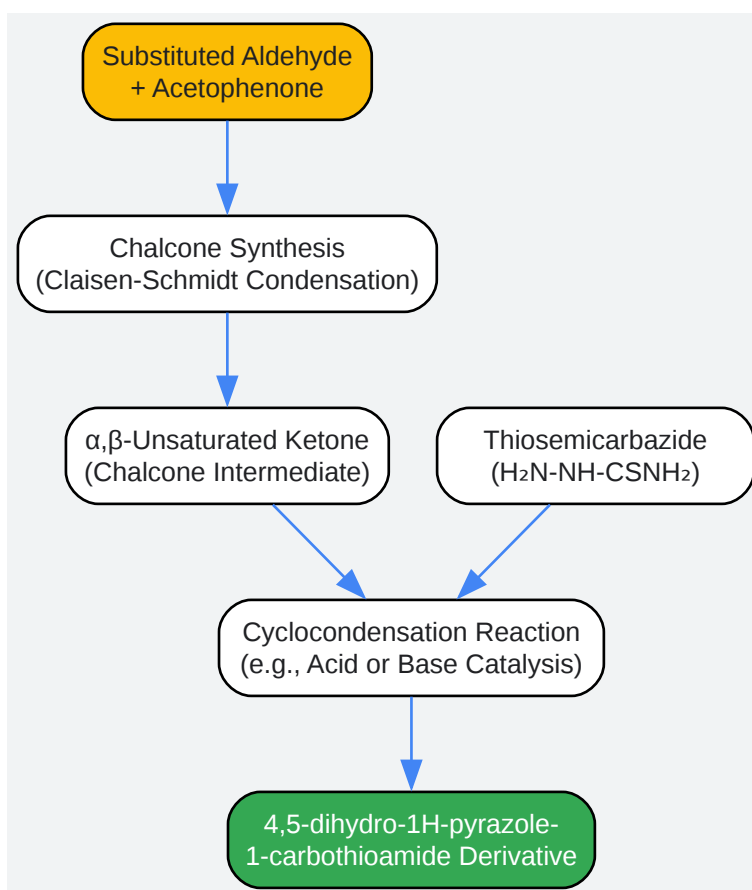 Substituted Aldehyde
+ Acetophenone
Chalcone Synthesis
(Claisen-Schmidt Condensation)
α,β-Unsaturated Ketone
(Chalcone Intermediate)
Thiosemicarbazide
(H₂N-NH-CSNH₂)
Cyclocondensation Reaction
(e.g., Acid or Base Catalysis)
4,5-dihydro-1H-pyrazole-
1-carbothioamide Derivative